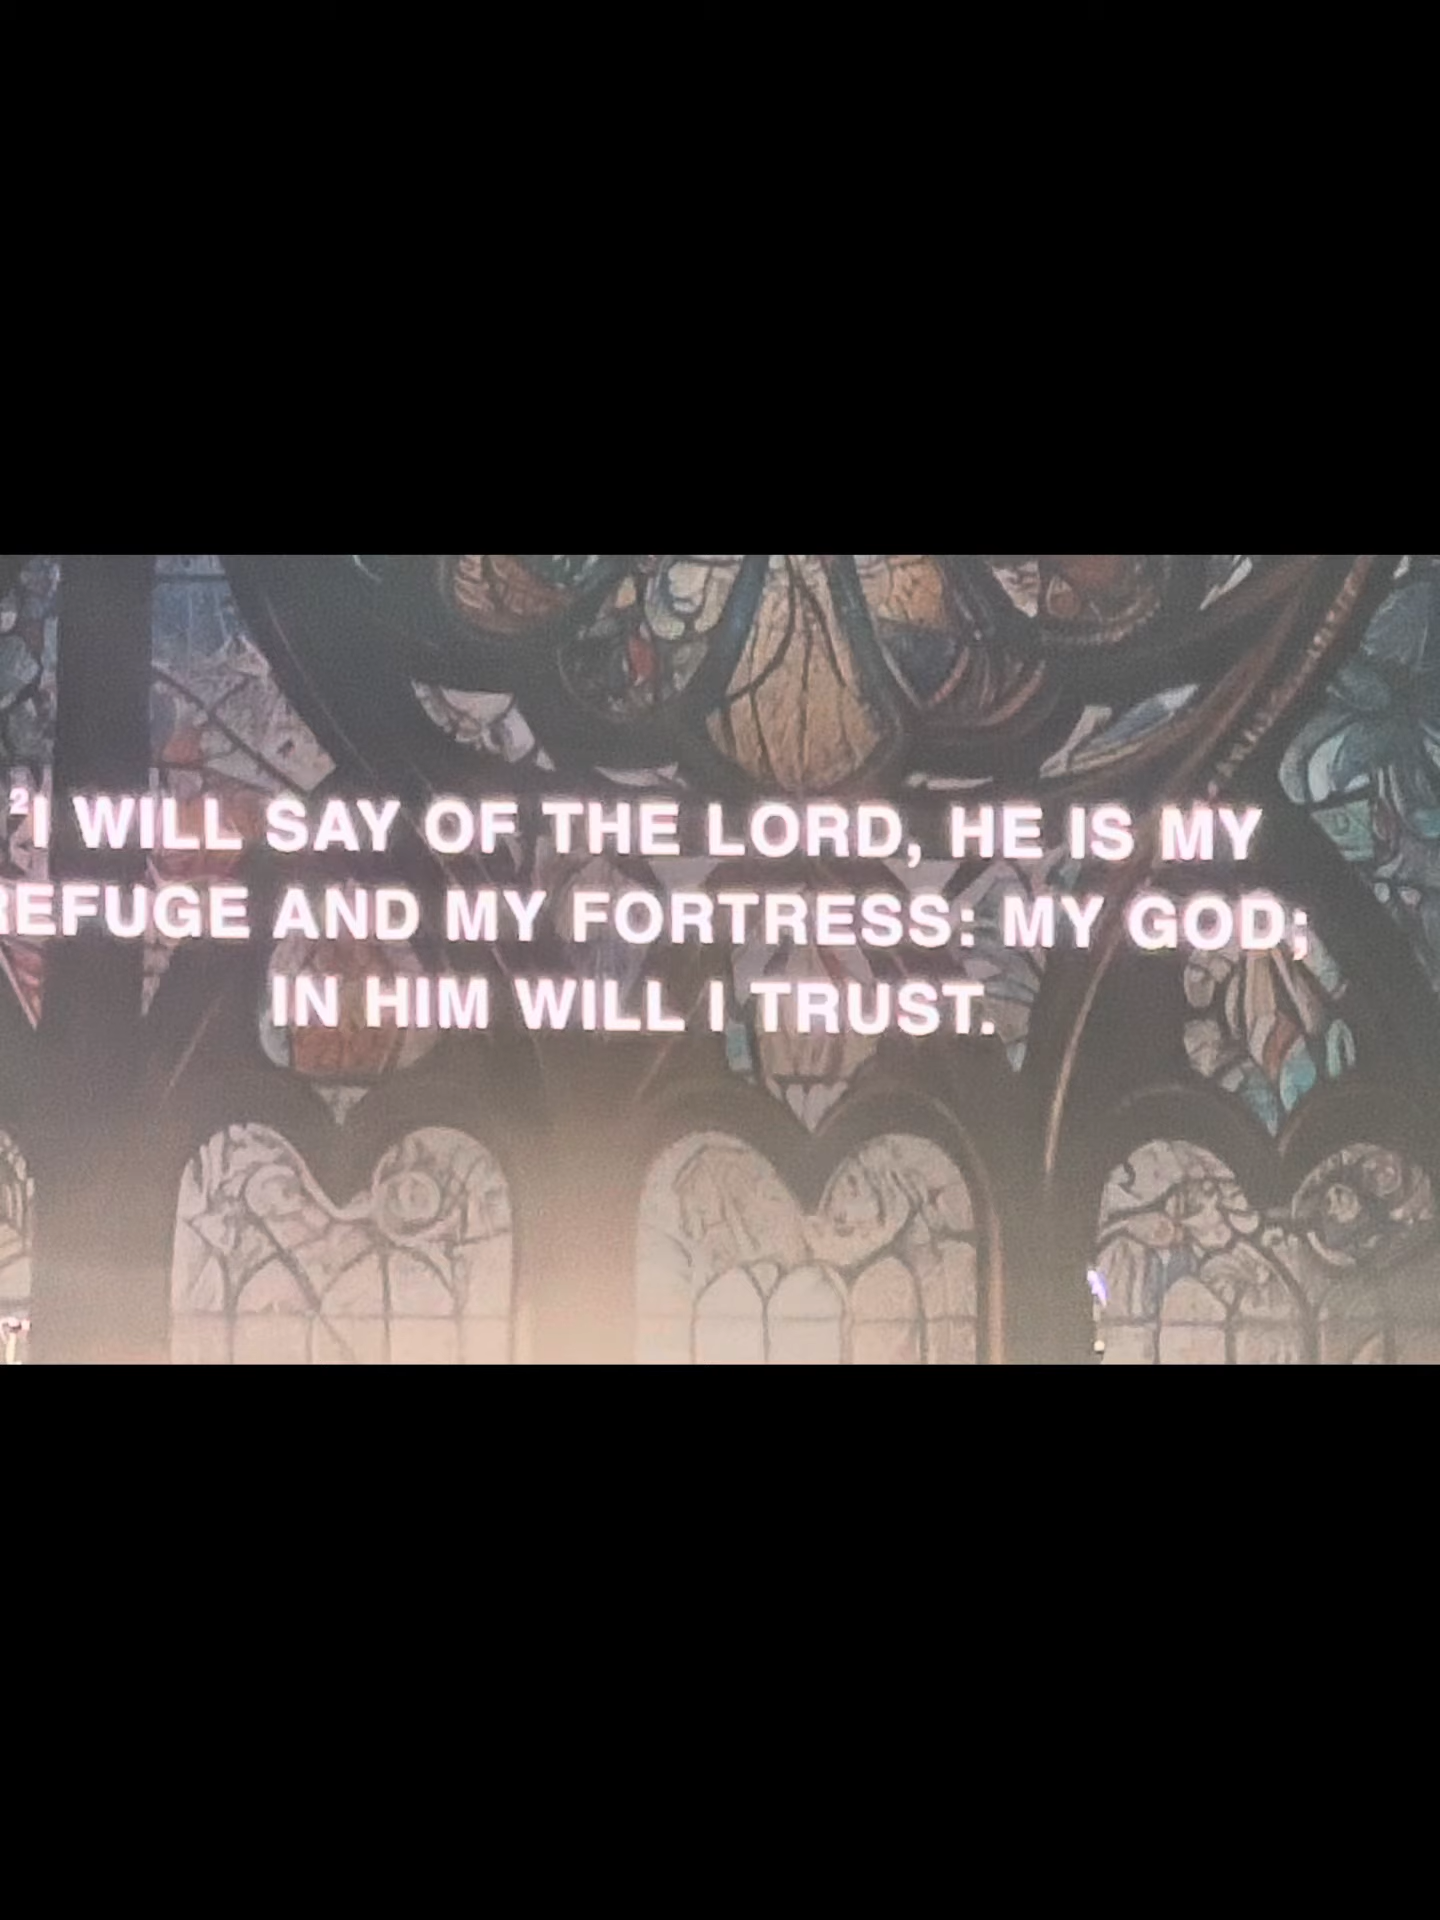 ²I WILL SAY OF THE LORD, HE IS MY
REFUGE AND MY FORTRESS: MY GOD;
IN HIM WILL I TRUST.